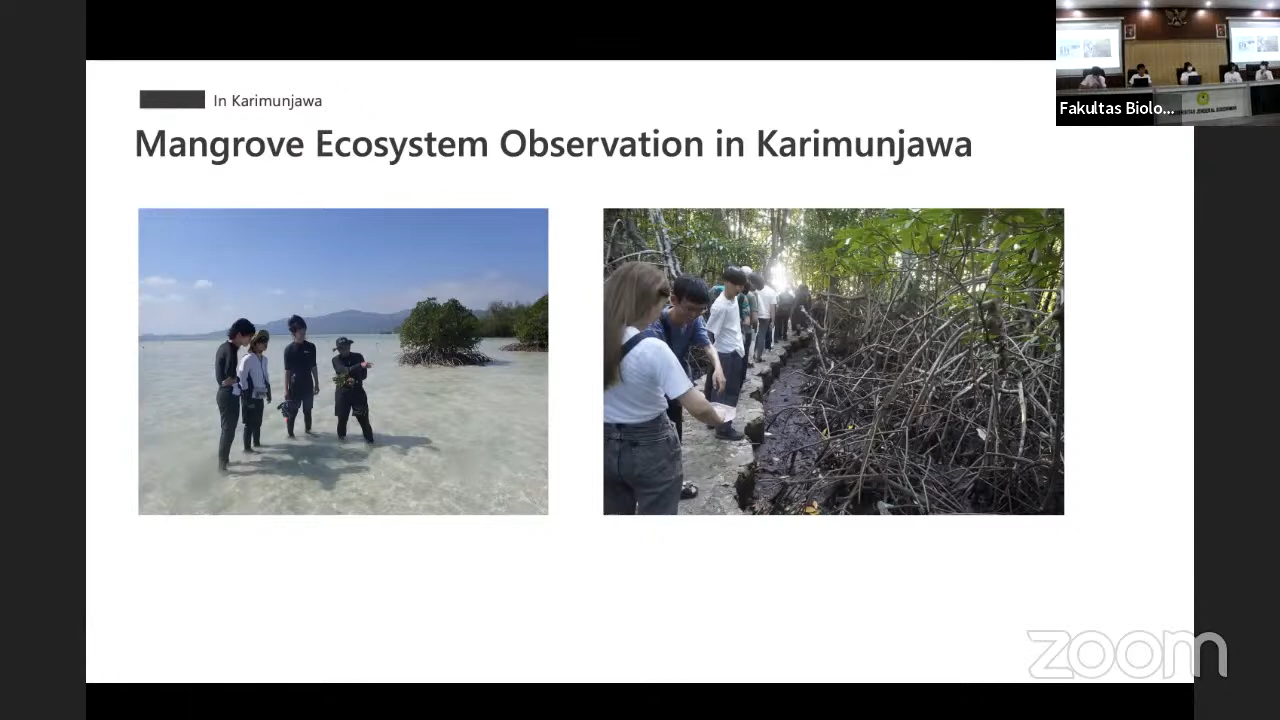 In Karimunjawa
Mangrove Ecosystem Observation in Karimunjawa
Fakultas Biolo...
zoom